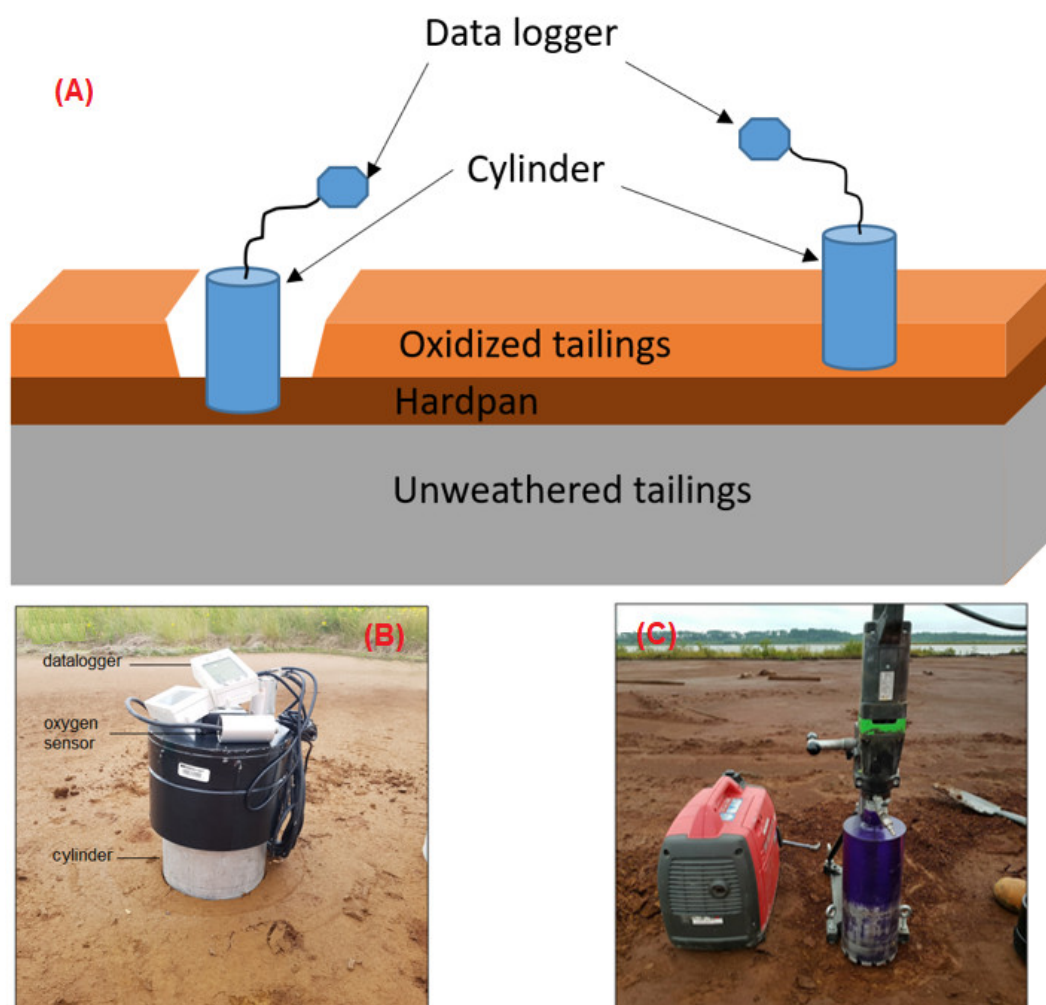 Data logger
(A)
Cylinder
Oxidized tailings
Hardpan
Unweathered tailings
(B)
datalogger
oxygen
sensor
cylinder
(C)